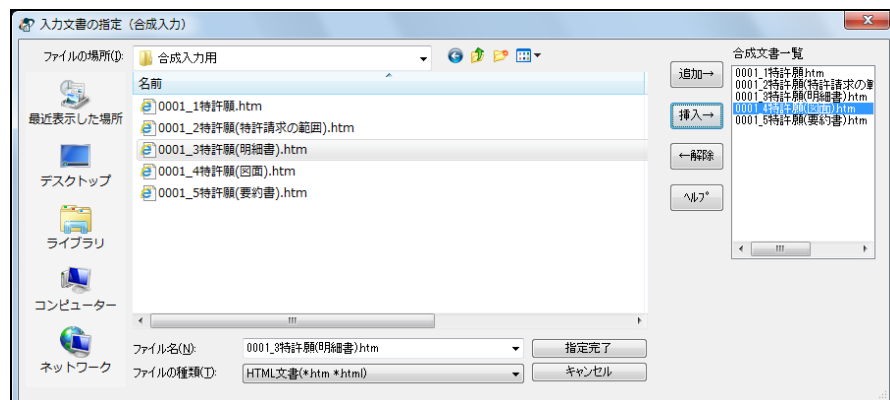 入力文書の指定（合成入力）
ファイルの場所(I):
合成入力用
最近表示した場所
デスクトップ
ライブラリ
コンピューター
ネットワーク
名前
0001_1特許願.htm
0001_2特許願(特許請求の範囲).htm
0001_3特許願(明細書).htm
0001_4特許願(図面).htm
0001_5特許願(要約書).htm
ファイル名(N):
0001_3特許願(明細書).htm
指定完了
ファイルの種類(T):
HTML文書(*.htm *.html)
キャンセル
追加→
挿入→
←解除
ヘルプ
合成文書一覧
0001_1特許願.htm
0001_2特許願(特許請求の
0001_3特許願(明細書).htm
0001_4特許願(図面).htm
0001_5特許願(要約書).htm